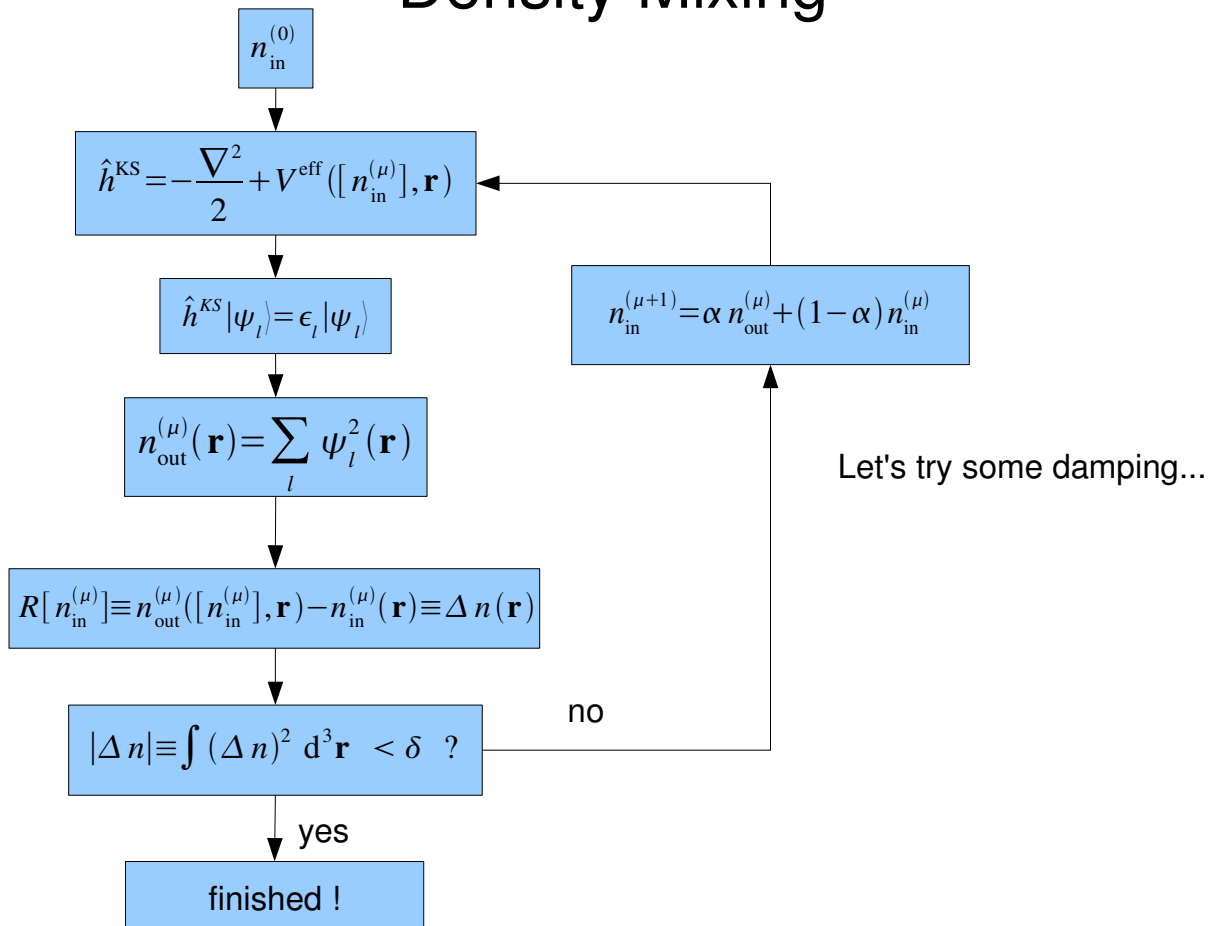 Density Mixing
n_in^(0)
ĥ^KS = −∇²/2 + V^eff([n_in^(μ)], r)
ĥ^KS|ψ_l⟩ = ϵ_l|ψ_l⟩
n_in^(μ+1) = α n_out^(μ) + (1−α) n_in^(μ)
n_out^(μ)(r) = ∑_l ψ_l²(r)
Let's try some damping...
R[n_in^(μ)] ≡ n_out^(μ)([n_in^(μ)], r) − n_in^(μ)(r) ≡ Δn(r)
no
|Δn| ≡ ∫(Δn)² d³r < δ ?
yes
finished !